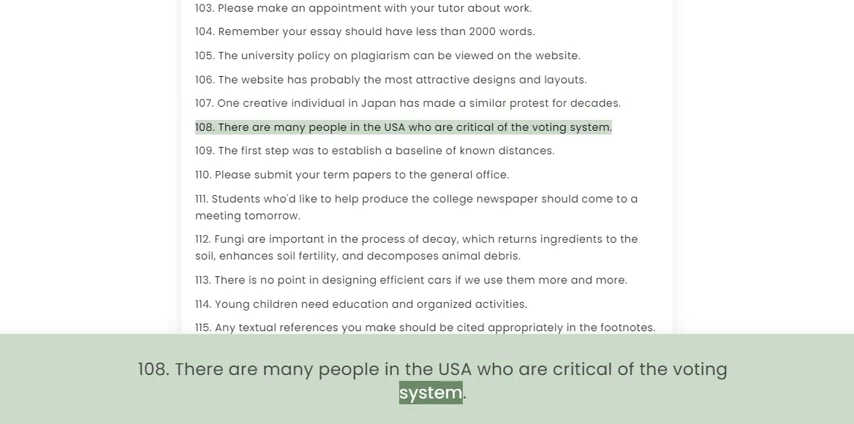 103. Please make an appointment with your tutor about work.
104. Remember your essay should have less than 2000 words.
105. The university policy on plagiarism can be viewed on the website.
106. The website has probably the most attractive designs and layouts.
107. One creative individual in Japan has made a similar protest for decades.
108. There are many people in the USA who are critical of the voting system.
109. The first step was to establish a baseline of known distances.
110. Please submit your term papers to the general office.
111. Students who'd like to help produce the college newspaper should come to a
meeting tomorrow.
112. Fungi are important in the process of decay, which returns ingredients to the
soil, enhances soil fertility, and decomposes animal debris.
113. There is no point in designing efficient cars if we use them more and more.
114. Young children need education and organized activities.
115. Any textual references you make should be cited appropriately in the footnotes.
108. There are many people in the USA who are critical of the voting
system.